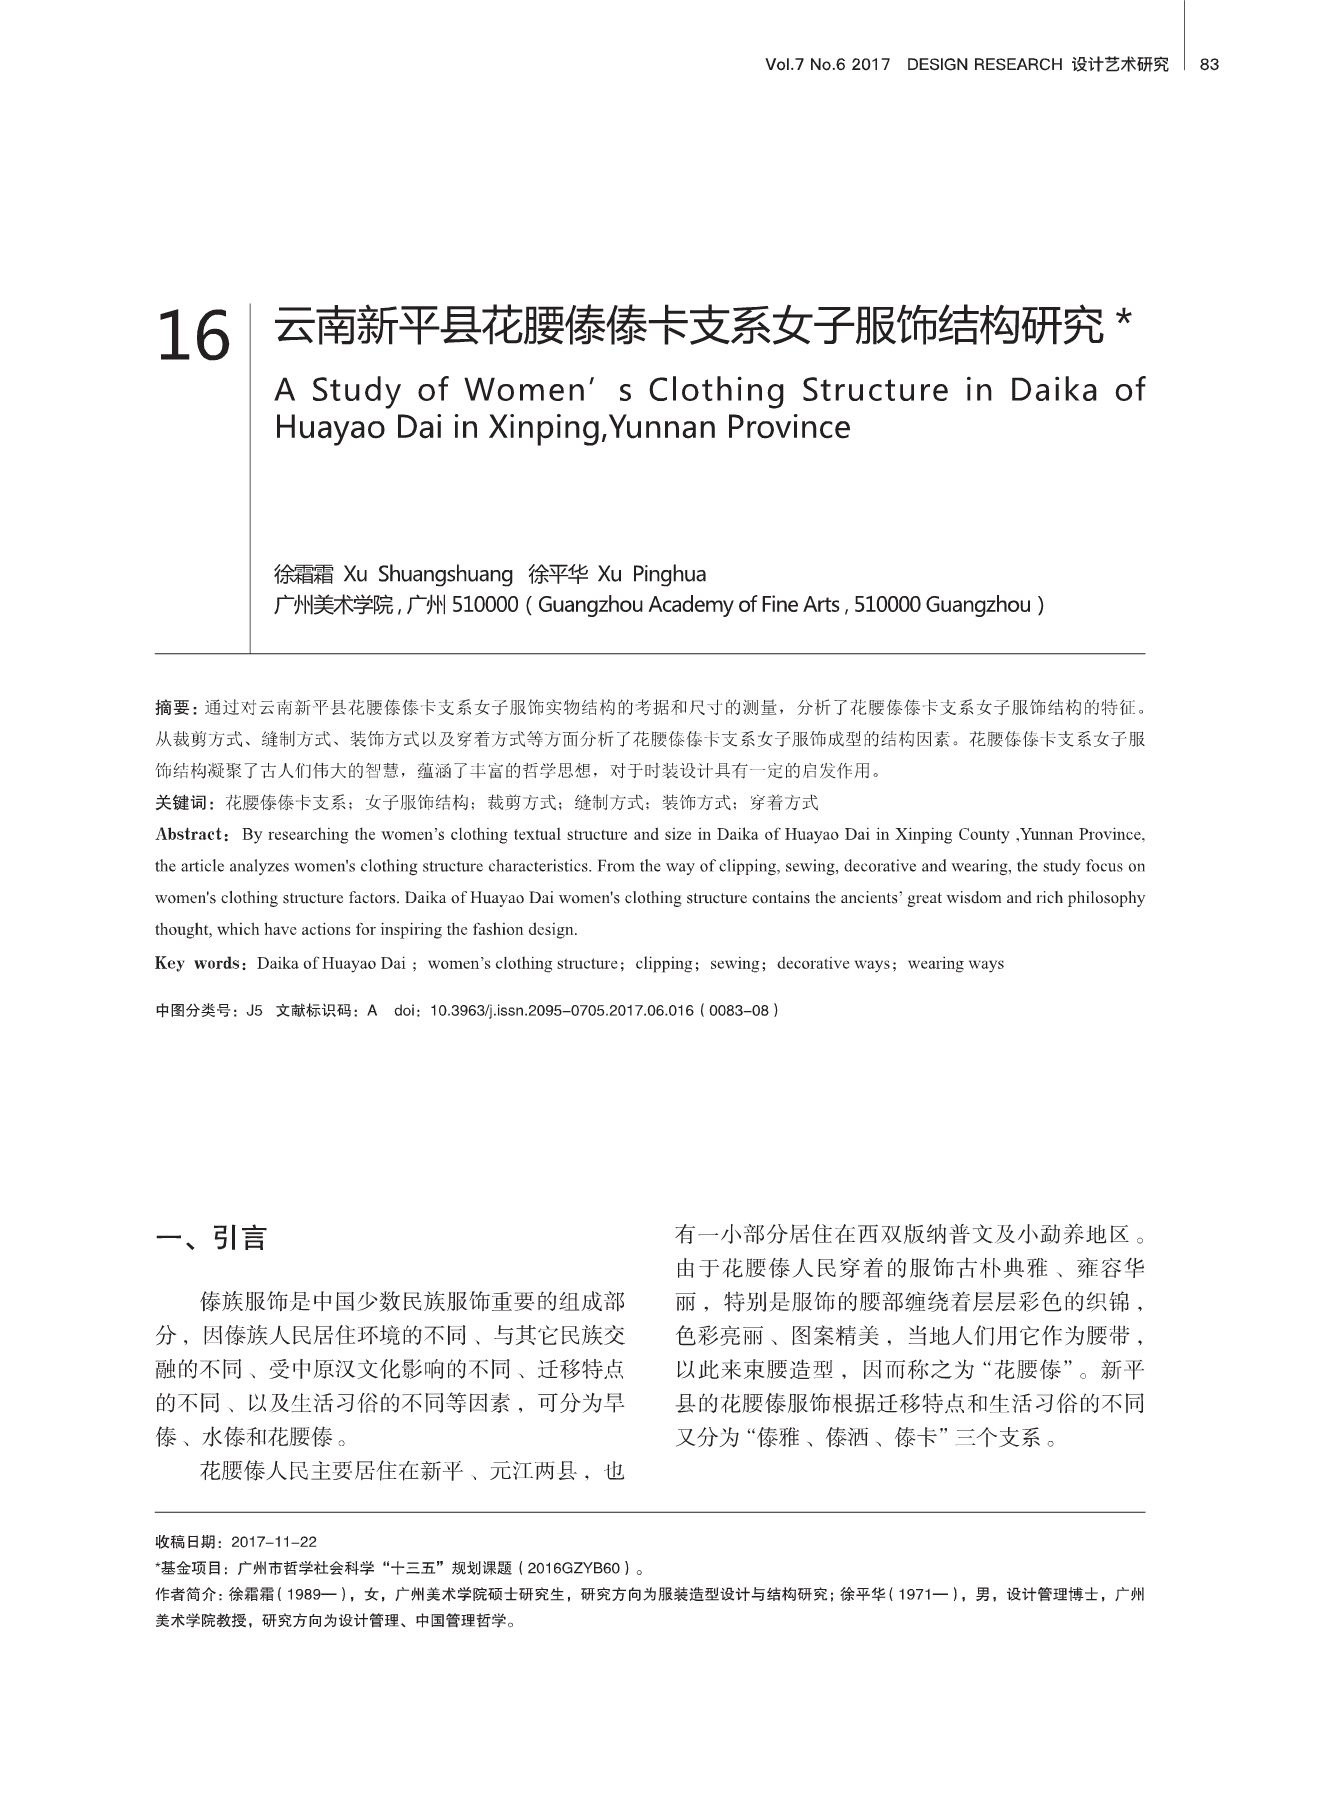 Vol.7 No.6 2017 DESIGN RESEARCH 设计艺术研究 83
16
云南新平县花腰傣傣卡支系女子服饰结构研究 *
A Study of Women’s Clothing Structure in Daika of
Huayao Dai in Xinping,Yunnan Province
徐霜霜 Xu Shuangshuang 徐平华 Xu Pinghua
广州美术学院 , 广州 510000（Guangzhou Academy of Fine Arts , 510000 Guangzhou）
摘要：通过对云南新平县花腰傣傣卡支系女子服饰实物结构的考据和尺寸的测量，分析了花腰傣傣卡支系女子服饰结构的特征。
从裁剪方式、缝制方式、装饰方式以及穿着方式等方面分析了花腰傣傣卡支系女子服饰成型的结构因素。花腰傣傣卡支系女子服
饰结构凝聚了古人们伟大的智慧，蕴涵了丰富的哲学思想，对于时装设计具有一定的启发作用。
关键词：花腰傣傣卡支系；女子服饰结构；裁剪方式；缝制方式；装饰方式；穿着方式
Abstract：By researching the women’s clothing textual structure and size in Daika of Huayao Dai in Xinping County ,Yunnan Province,
the article analyzes women's clothing structure characteristics. From the way of clipping, sewing, decorative and wearing, the study focus on
women's clothing structure factors. Daika of Huayao Dai women's clothing structure contains the ancients’ great wisdom and rich philosophy
thought, which have actions for inspiring the fashion design.
Key words：Daika of Huayao Dai ；women’s clothing structure；clipping；sewing；decorative ways；wearing ways
中图分类号：J5 文献标识码：A doi：10.3963/j.issn.2095-0705.2017.06.016（0083-08）
一、引言
傣族服饰是中国少数民族服饰重要的组成部
分，因傣族人民居住环境的不同、与其它民族交
融的不同、受中原汉文化影响的不同、迁移特点
的不同、以及生活习俗的不同等因素，可分为旱
傣、水傣和花腰傣。
花腰傣人民主要居住在新平、元江两县，也
有一小部分居住在西双版纳普文及小勐养地区。
由于花腰傣人民穿着的服饰古朴典雅、雍容华
丽，特别是服饰的腰部缠绕着层层彩色的织锦，
色彩亮丽、图案精美，当地人们用它作为腰带，
以此来束腰造型，因而称之为“花腰傣”。新平
县的花腰傣服饰根据迁移特点和生活习俗的不同
又分为“傣雅、傣洒、傣卡”三个支系。
收稿日期：2017-11-22
*基金项目：广州市哲学社会科学“十三五”规划课题（2016GZYB60）。
作者简介：徐霜霜（1989—），女，广州美术学院硕士研究生，研究方向为服装造型设计与结构研究；徐平华（1971—），男，设计管理博士，广州
美术学院教授，研究方向为设计管理、中国管理哲学。